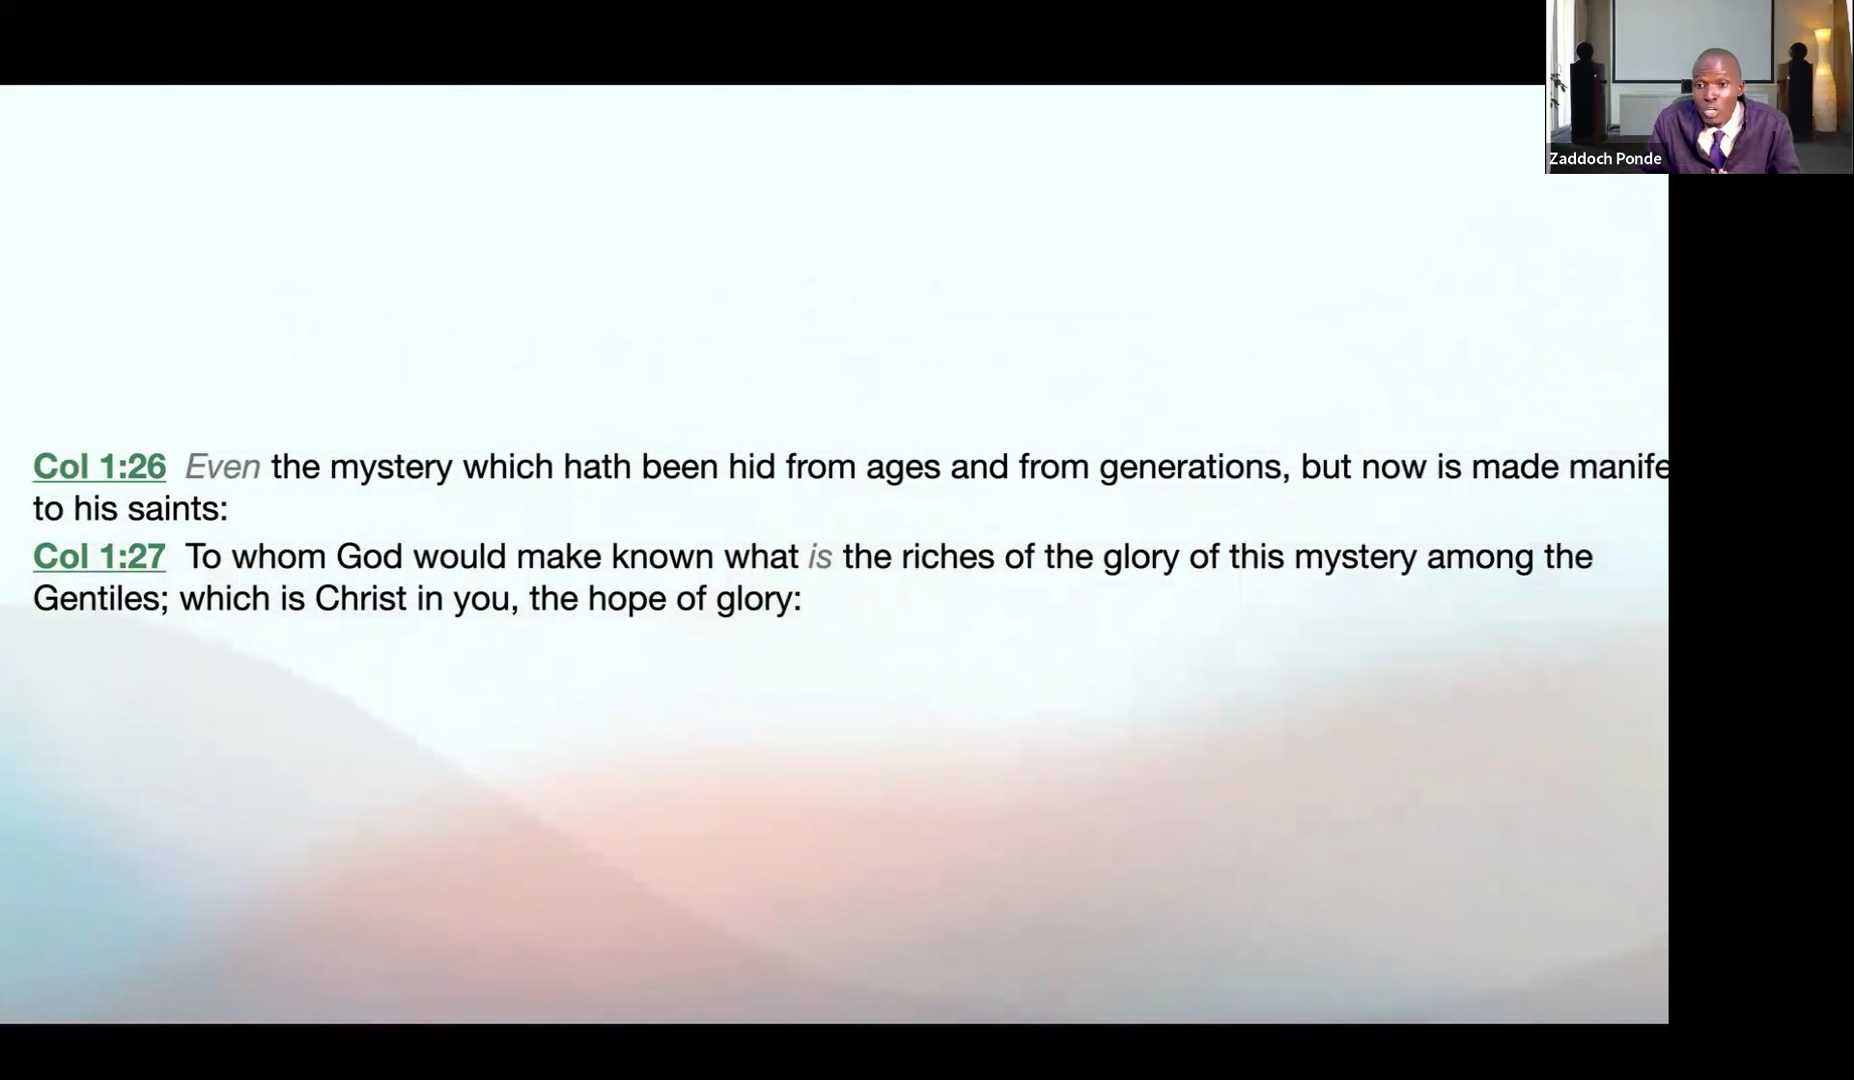 Zaddoch Ponde
Col 1:26 Even the mystery which hath been hid from ages and from generations, but now is made manife
to his saints:
Col 1:27 To whom God would make known what is the riches of the glory of this mystery among the
Gentiles; which is Christ in you, the hope of glory: